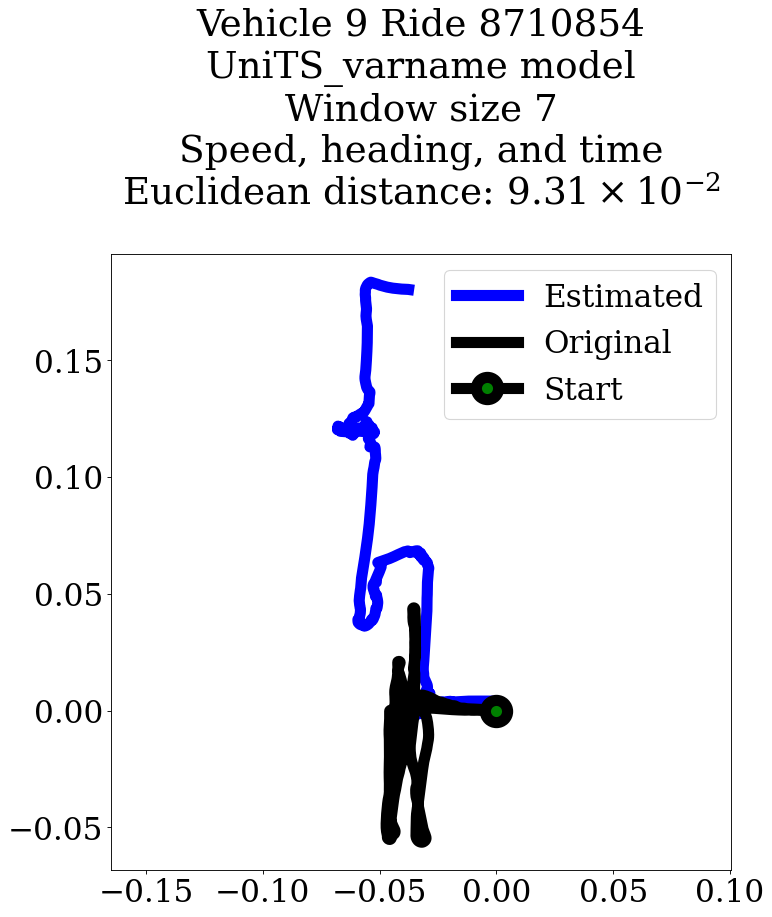 Vehicle 9 Ride 8710854
UniTS_varname model
Window size 7
Speed, heading, and time
Euclidean distance: 9.31 × 10⁻²
Estimated
Original
Start
0.15
0.10
0.05
0.00
−0.05
−0.15 −0.10 −0.05 0.00 0.05 0.10